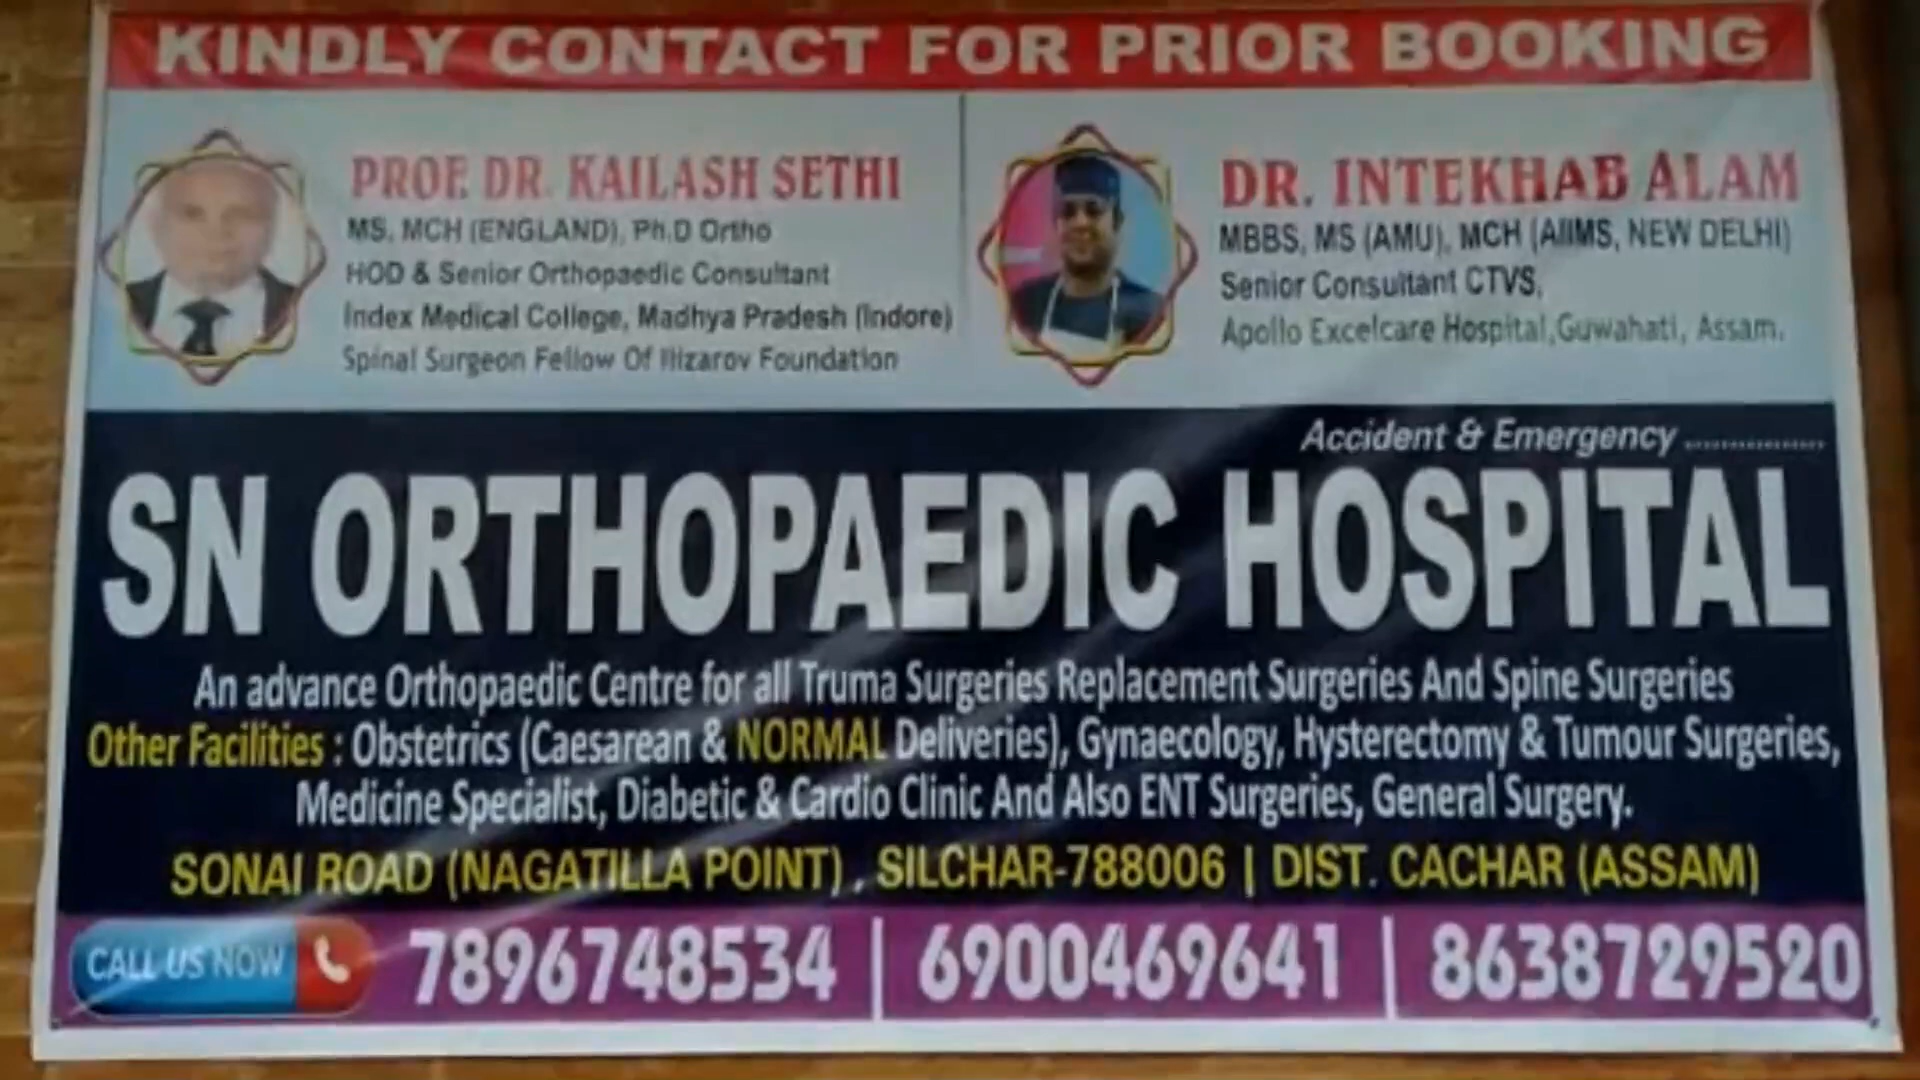 KINDLY CONTACT FOR PRIOR BOOKING
PROF. DR. KAILASH SETHI
MS, MCH (ENGLAND), Ph.D Ortho
HOD & Senior Orthopaedic Consultant
Index Medical College, Madhya Pradesh (Indore)
Spinal Surgeon Fellow Of Ilizarov Foundation
DR. INTEKHAB ALAM
MBBS, MS (AMU), MCH (AIIMS, NEW DELHI)
Senior Consultant CTVS,
Apollo Excelcare Hospital,Guwahati, Assam.
Accident & Emergency ................
SN ORTHOPAEDIC HOSPITAL
An advance Orthopaedic Centre for all Truma Surgeries Replacement Surgeries And Spine Surgeries
Other Facilities : Obstetrics (Caesarean & NORMAL Deliveries), Gynaecology, Hysterectomy & Tumour Surgeries,
Medicine Specialist, Diabetic & Cardio Clinic And Also ENT Surgeries, General Surgery.
SONAI ROAD (NAGATILLA POINT) , SILCHAR-788006 | DIST. CACHAR (ASSAM)
CALL US NOW 7896748534 | 6900469641 | 8638729520